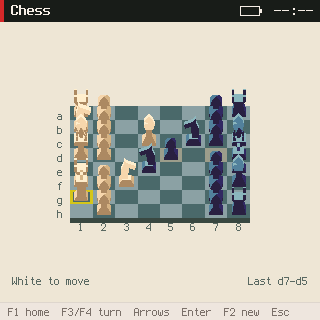 Chess --:--
a
b
c
d
e
f
g
h
1 2 3 4 5 6 7 8
White to move Last d7-d5
F1 home F3/F4 turn Arrows Enter F2 new Esc